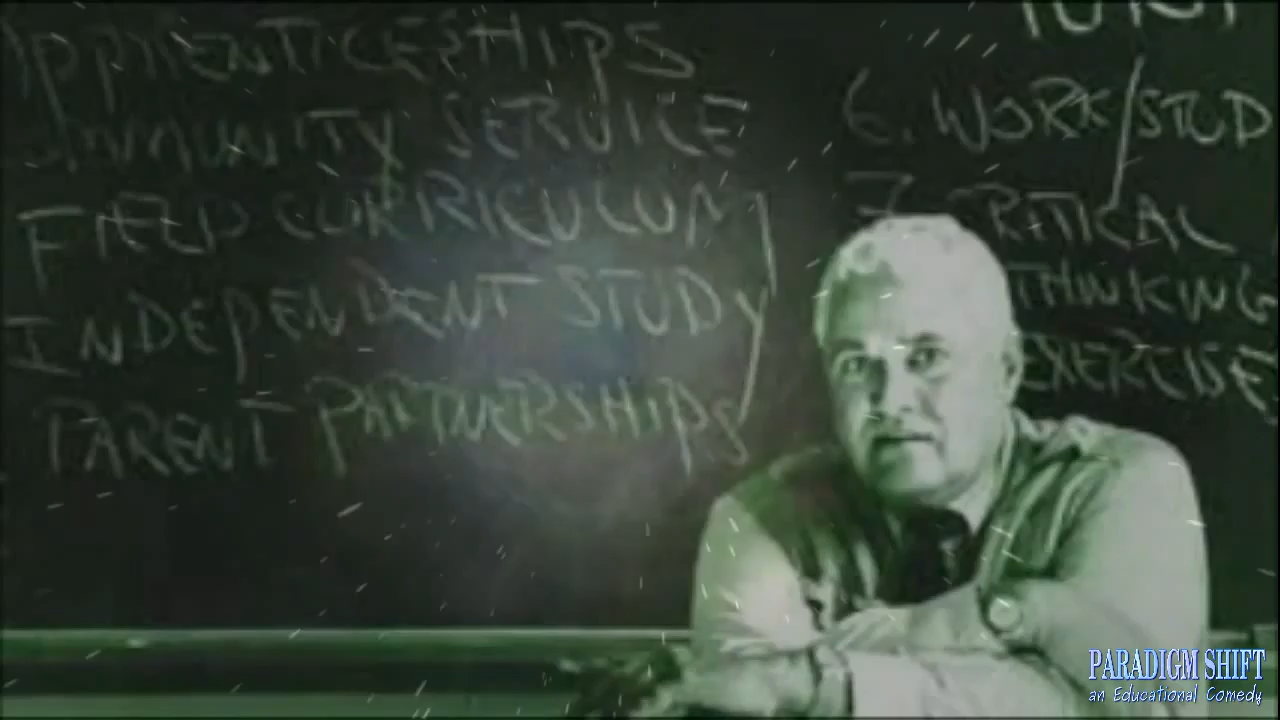 APPRENTICESHIPS
COMMUNITY SERVICE
FIELD CURRICULUM
INDEPENDENT STUDY
PARENT PARTNERSHIPS
6. WORK/STUD
7. CRITICAL
THINKING
EXERCISE
PARADIGM SHIFT
an Educational Comedy